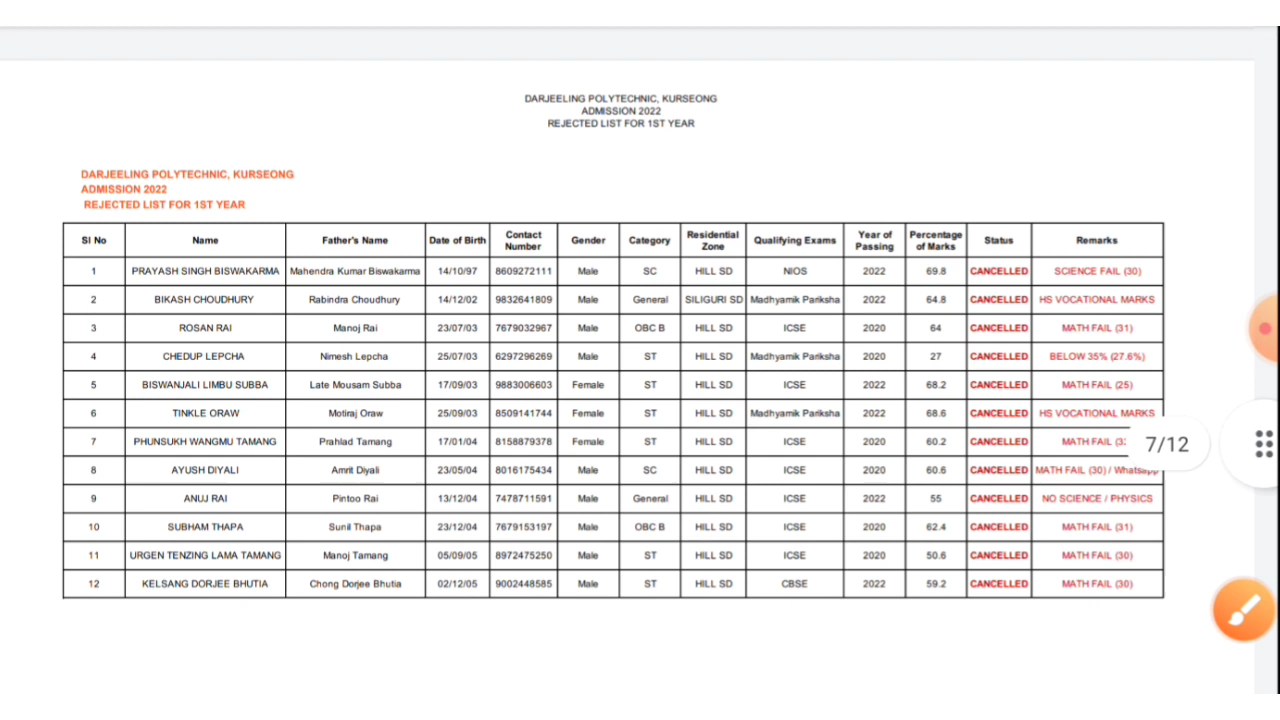 DARJEELING POLYTECHNIC, KURSEONG
ADMISSION 2022
REJECTED LIST FOR 1ST YEAR
DARJEELING POLYTECHNIC, KURSEONG
ADMISSION 2022
REJECTED LIST FOR 1ST YEAR
Sl No Name Father's Name Date of Birth Contact Number Gender Category Residential Zone Qualifying Exams Year of Passing Percentage of Marks Status Remarks
1 PRAYASH SINGH BISWAKARMA Mahendra Kumar Biswakarma 14/10/97 8609272111 Male SC HILL SD NIOS 2022 69.8 CANCELLED SCIENCE FAIL (30)
2 BIKASH CHOUDHURY Rabindra Choudhury 14/12/02 9832641809 Male General SILIGURI SD Madhyamik Pariksha 2022 64.8 CANCELLED HS VOCATIONAL MARKS
3 ROSAN RAI Manoj Rai 23/07/03 7679032967 Male OBC B HILL SD ICSE 2020 64 CANCELLED MATH FAIL (31)
4 CHEDUP LEPCHA Nimesh Lepcha 25/07/03 6297296269 Male ST HILL SD Madhyamik Pariksha 2020 27 CANCELLED BELOW 35% (27.6%)
5 BISWANJALI LIMBU SUBBA Late Mousam Subba 17/09/03 9883006603 Female ST HILL SD ICSE 2022 68.2 CANCELLED MATH FAIL (25)
6 TINKLE ORAW Motiraj Oraw 25/09/03 8509141744 Female ST HILL SD Madhyamik Pariksha 2022 68.6 CANCELLED HS VOCATIONAL MARKS
7 PHUNSUKH WANGMU TAMANG Prahlad Tamang 17/01/04 8158879378 Female ST HILL SD ICSE 2020 60.2 CANCELLED MATH FAIL 7/12
8 AYUSH DIYALI Amrit Diyali 23/05/04 8016175434 Male SC HILL SD ICSE 2020 60.6 CANCELLED MATH FAIL (30) / Whatsapp
9 ANUJ RAI Pintoo Rai 13/12/04 7478711591 Male General HILL SD ICSE 2022 55 CANCELLED NO SCIENCE / PHYSICS
10 SUBHAM THAPA Sunil Thapa 23/12/04 7679153197 Male OBC B HILL SD ICSE 2020 62.4 CANCELLED MATH FAIL (31)
11 URGEN TENZING LAMA TAMANG Manoj Tamang 05/09/05 8972475250 Male ST HILL SD ICSE 2020 50.6 CANCELLED MATH FAIL (30)
12 KELSANG DORJEE BHUTIA Chong Dorjee Bhutia 02/12/05 9002448585 Male ST HILL SD CBSE 2022 59.2 CANCELLED MATH FAIL (30)